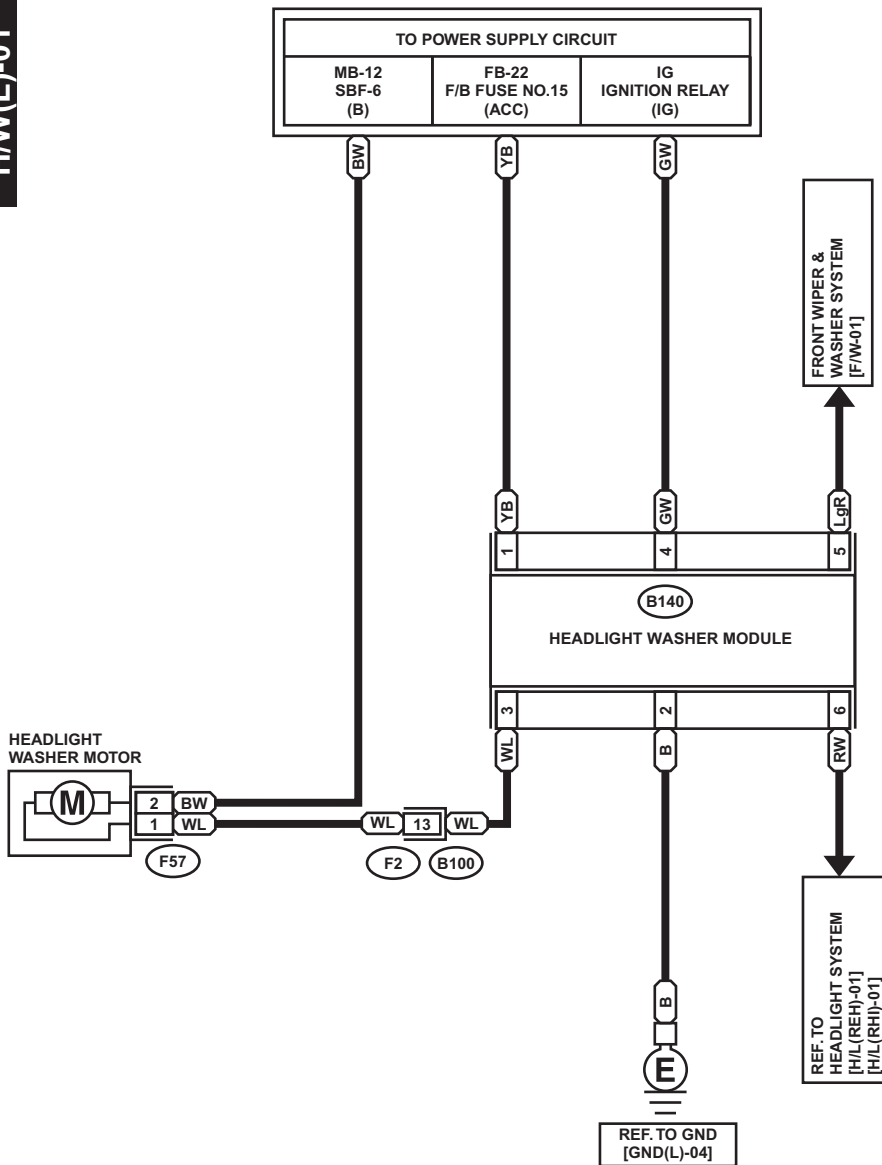 TO POWER SUPPLY CIRCUIT
MB-12
SBF-6
(B)
FB-22
F/B FUSE NO.15
(ACC)
IG
IGNITION RELAY
(IG)
BW
YB
GW
FRONT WIPER &
WASHER SYSTEM
[F/W-01]
YB
GW
LgR
1
4
5
B140
HEADLIGHT WASHER MODULE
3
2
6
WL
B
RW
HEADLIGHT
WASHER MOTOR
M
2
BW
1
WL
WL
13
WL
F57
F2
B100
REF. TO
HEADLIGHT SYSTEM
[H/L(REH)-01]
[H/L(RHI)-01]
B
E
REF. TO GND
[GND(L)-04]